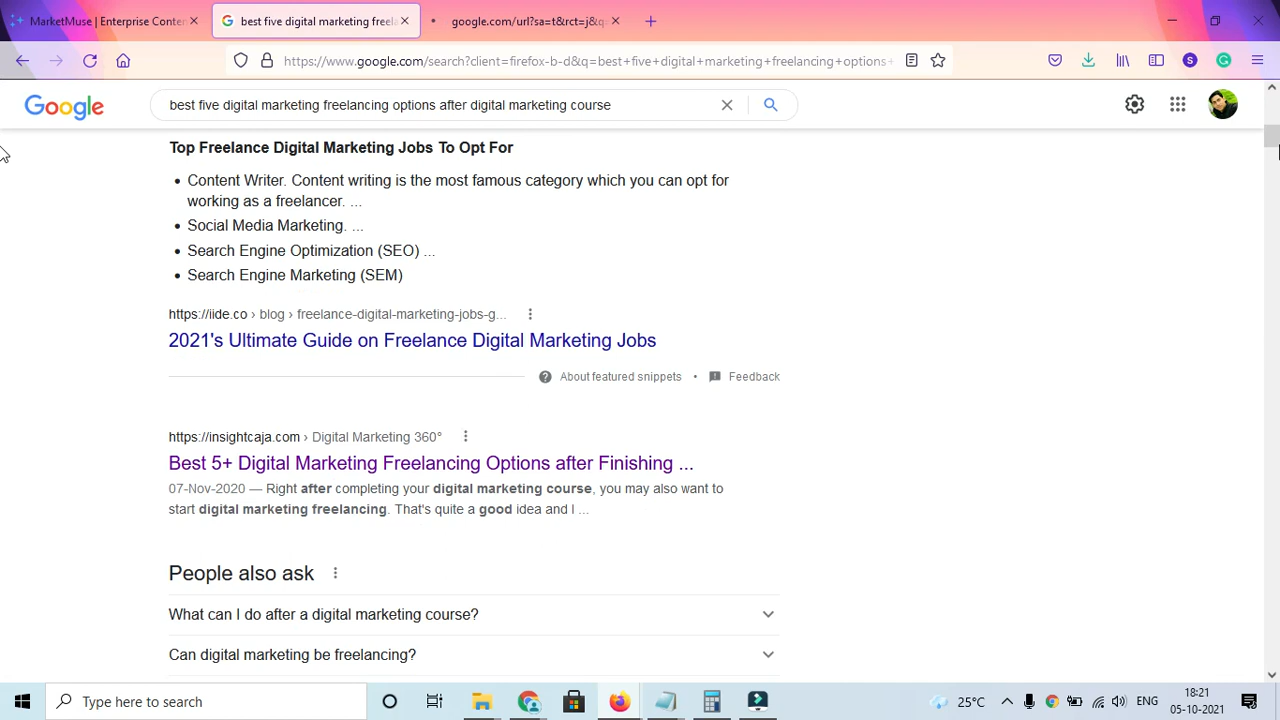 MarketMuse | Enterprise Conten
best five digital marketing freela
google.com/url?sa=t&rct=j&q=
https://www.google.com/search?client=firefox-b-d&q=best+five+digital+marketing+freelancing+options+
S
G
Google
best five digital marketing freelancing options after digital marketing course
Top Freelance Digital Marketing Jobs To Opt For
• Content Writer. Content writing is the most famous category which you can opt for
working as a freelancer. ...
• Social Media Marketing. ...
• Search Engine Optimization (SEO) ...
• Search Engine Marketing (SEM)
https://iide.co › blog › freelance-digital-marketing-jobs-g...
2021's Ultimate Guide on Freelance Digital Marketing Jobs
About featured snippets • Feedback
https://insightcaja.com › Digital Marketing 360°
Best 5+ Digital Marketing Freelancing Options after Finishing ...
07-Nov-2020 — Right after completing your digital marketing course, you may also want to
start digital marketing freelancing. That's quite a good idea and I ...
People also ask
What can I do after a digital marketing course?
Can digital marketing be freelancing?
Type here to search
25°C
ENG
18:21
05-10-2021